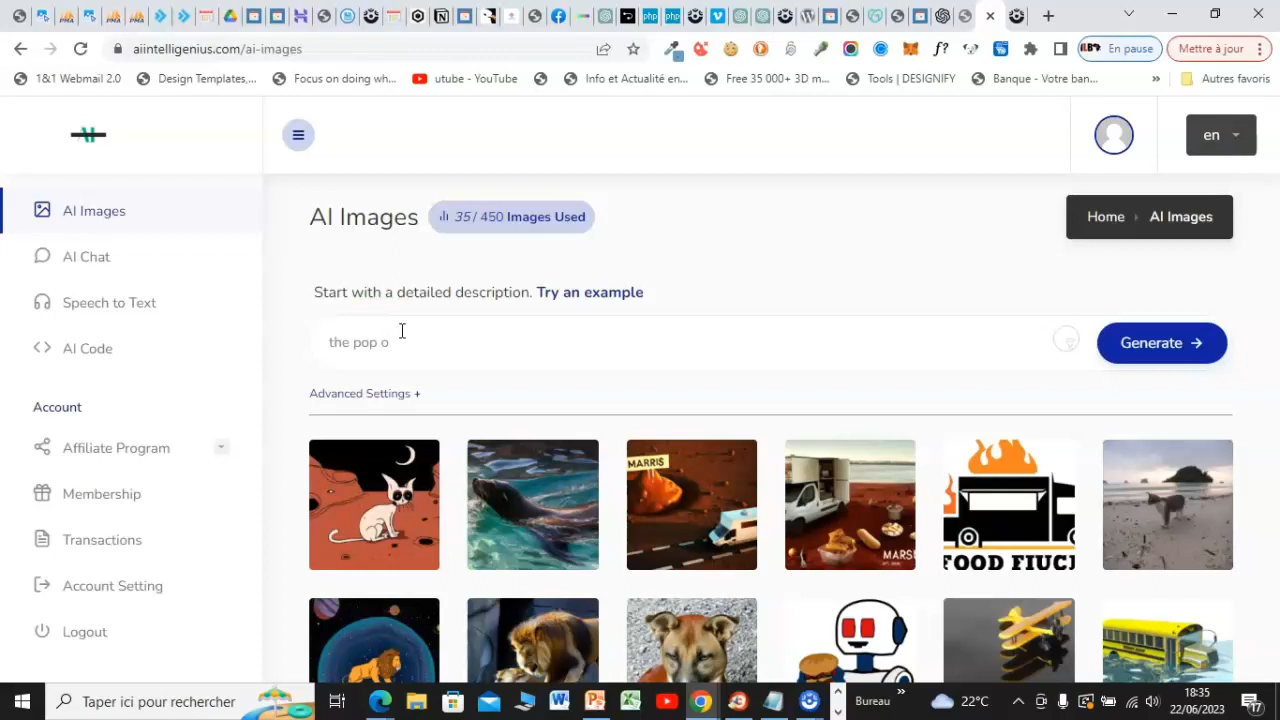 aiintelligenius.com/ai-images
En pause
Mettre à jour
1&1 Webmail 2.0
Design Templates,...
Focus on doing wh...
utube - YouTube
Info et Actualité en...
Free 35 000+ 3D m...
Tools | DESIGNIFY
Banque - Votre ban...
»
Autres favoris
en
AI Images
AI Chat
Speech to Text
AI Code
Account
Affiliate Program
Membership
Transactions
Account Setting
Logout
AI Images
35 / 450 Images Used
Home
AI Images
Start with a detailed description. Try an example
the pop o
Generate →
Advanced Settings +
MARRIS
MARS
FOOD FIUCK
Taper ici pour rechercher
Bureau
»
22°C
18:35
22/06/2023
17